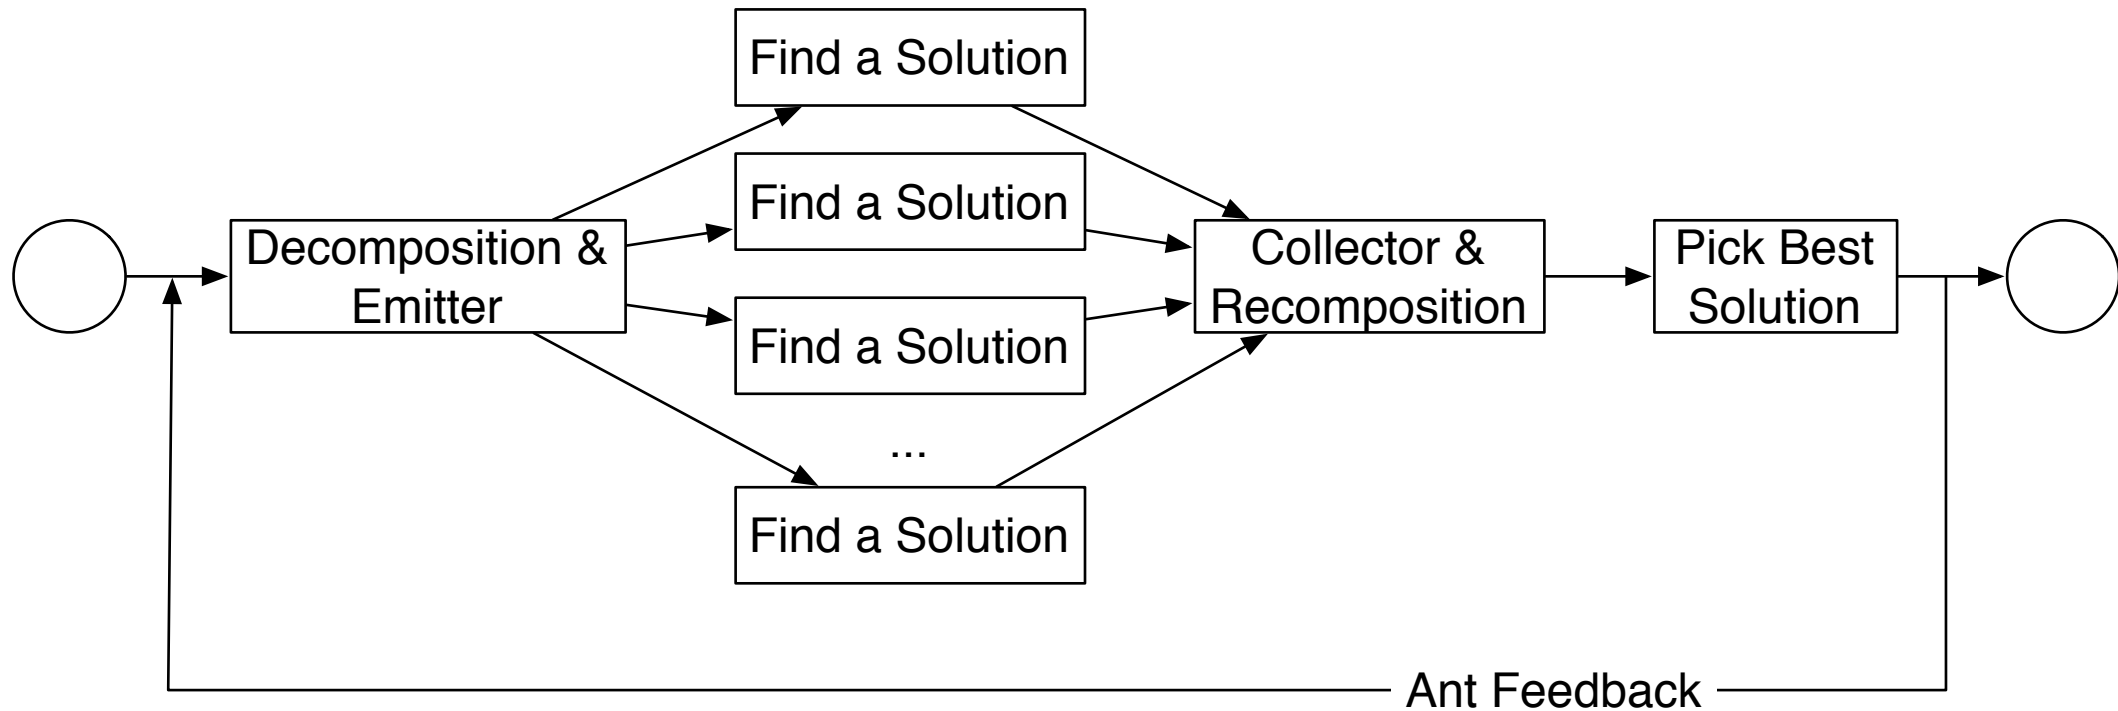 Find a Solution
Find a Solution
Decomposition &
Emitter
Collector &
Recomposition
Pick Best
Solution
Find a Solution
...
Find a Solution
Ant Feedback